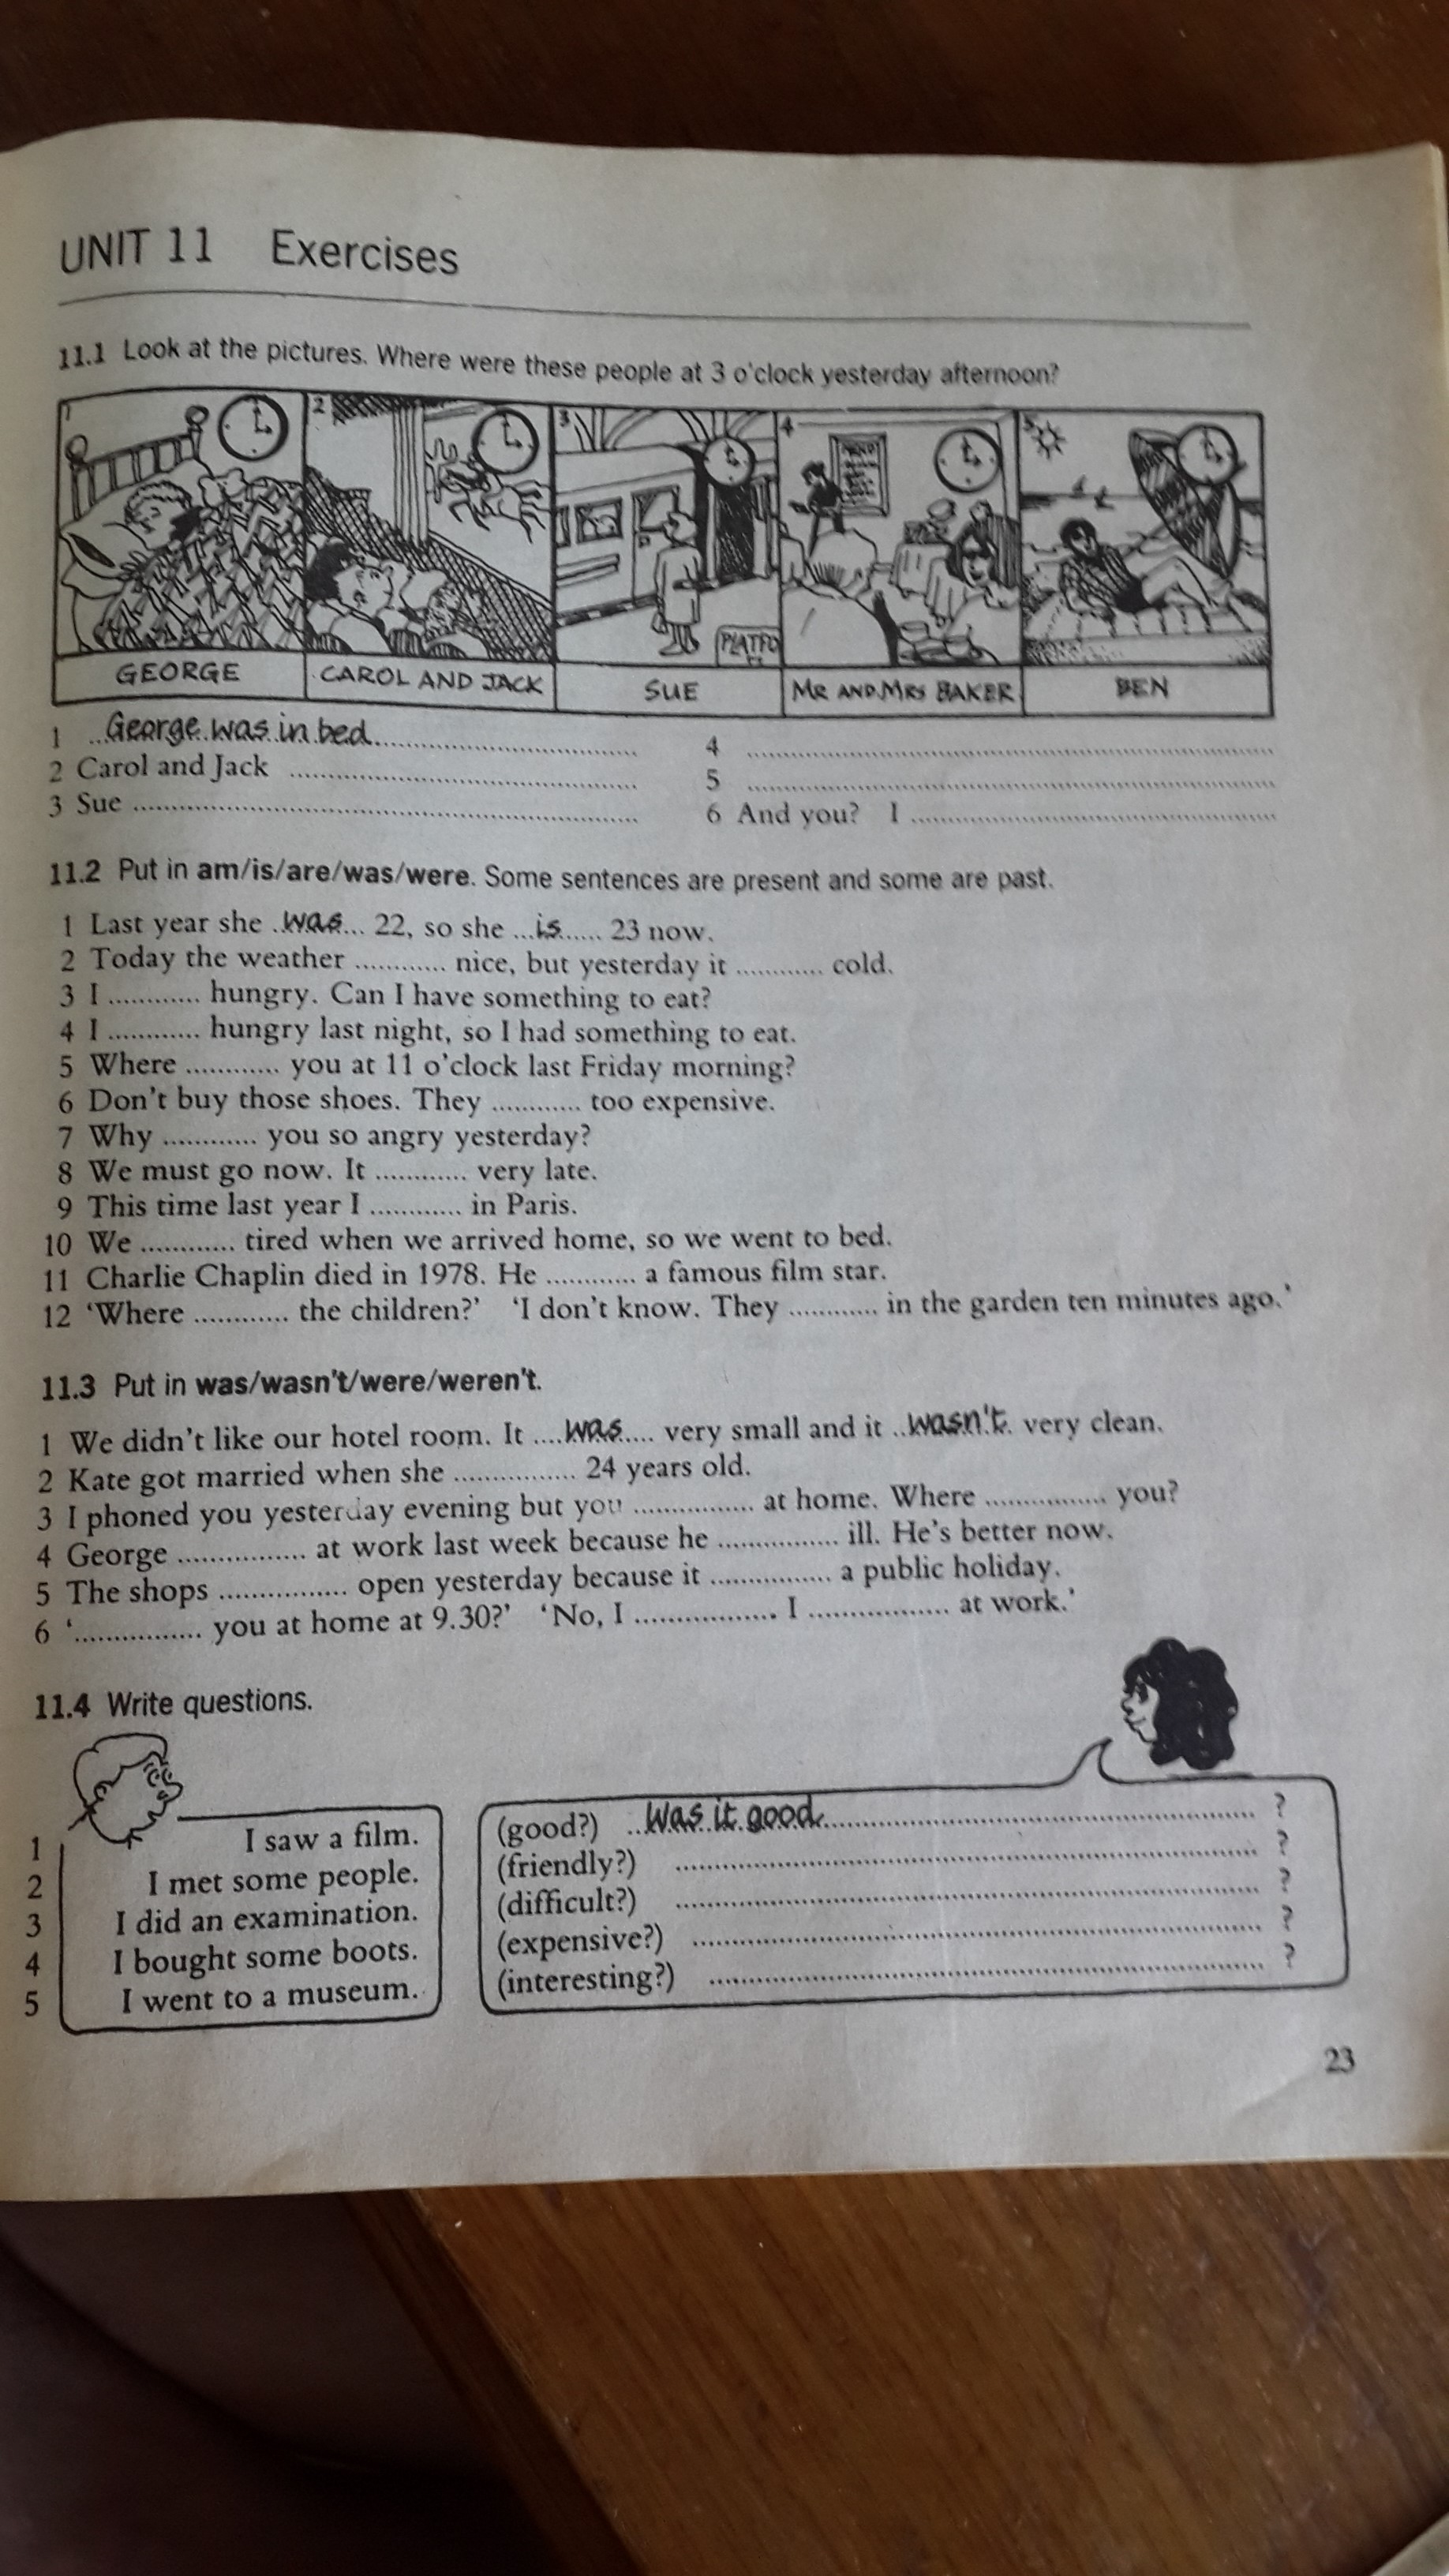 UNIT 11 Exercises
11.1 Look at the pictures. Where were these people at 3 o'clock yesterday afternoon?
1 2 3 4 5
PLATFO
GEORGE CAROL AND JACK SUE MR AND MRS BAKER BEN
1 George was in bed. 4 ........
2 Carol and Jack ........ 5 ........
3 Sue ........ 6 And you? I ........
11.2 Put in am/is/are/was/were. Some sentences are present and some are past.
1 Last year she ..was... 22, so she ...is...... 23 now.
2 Today the weather ............ nice, but yesterday it ............ cold.
3 I ............ hungry. Can I have something to eat?
4 I ............ hungry last night, so I had something to eat.
5 Where ............ you at 11 o'clock last Friday morning?
6 Don't buy those shoes. They ............ too expensive.
7 Why ............ you so angry yesterday?
8 We must go now. It ............ very late.
9 This time last year I ............ in Paris.
10 We ............ tired when we arrived home, so we went to bed.
11 Charlie Chaplin died in 1978. He ............ a famous film star.
12 ‘Where ............ the children?’ ‘I don't know. They ............ in the garden ten minutes ago.’
11.3 Put in was/wasn't/were/weren't.
1 We didn't like our hotel room. It ....was.... very small and it ..wasn't.. very clean.
2 Kate got married when she ................ 24 years old.
3 I phoned you yesterday evening but you ................ at home. Where ................ you?
4 George ................ at work last week because he ................ ill. He's better now.
5 The shops ................ open yesterday because it ................ a public holiday.
6 ‘................ you at home at 9.30?’ ‘No, I ................. I ................. at work.’
11.4 Write questions.
1 I saw a film. (good?) Was it good ........ ?
2 I met some people. (friendly?) ........ ?
3 I did an examination. (difficult?) ........ ?
4 I bought some boots. (expensive?) ........ ?
5 I went to a museum. (interesting?) ........ ?
23